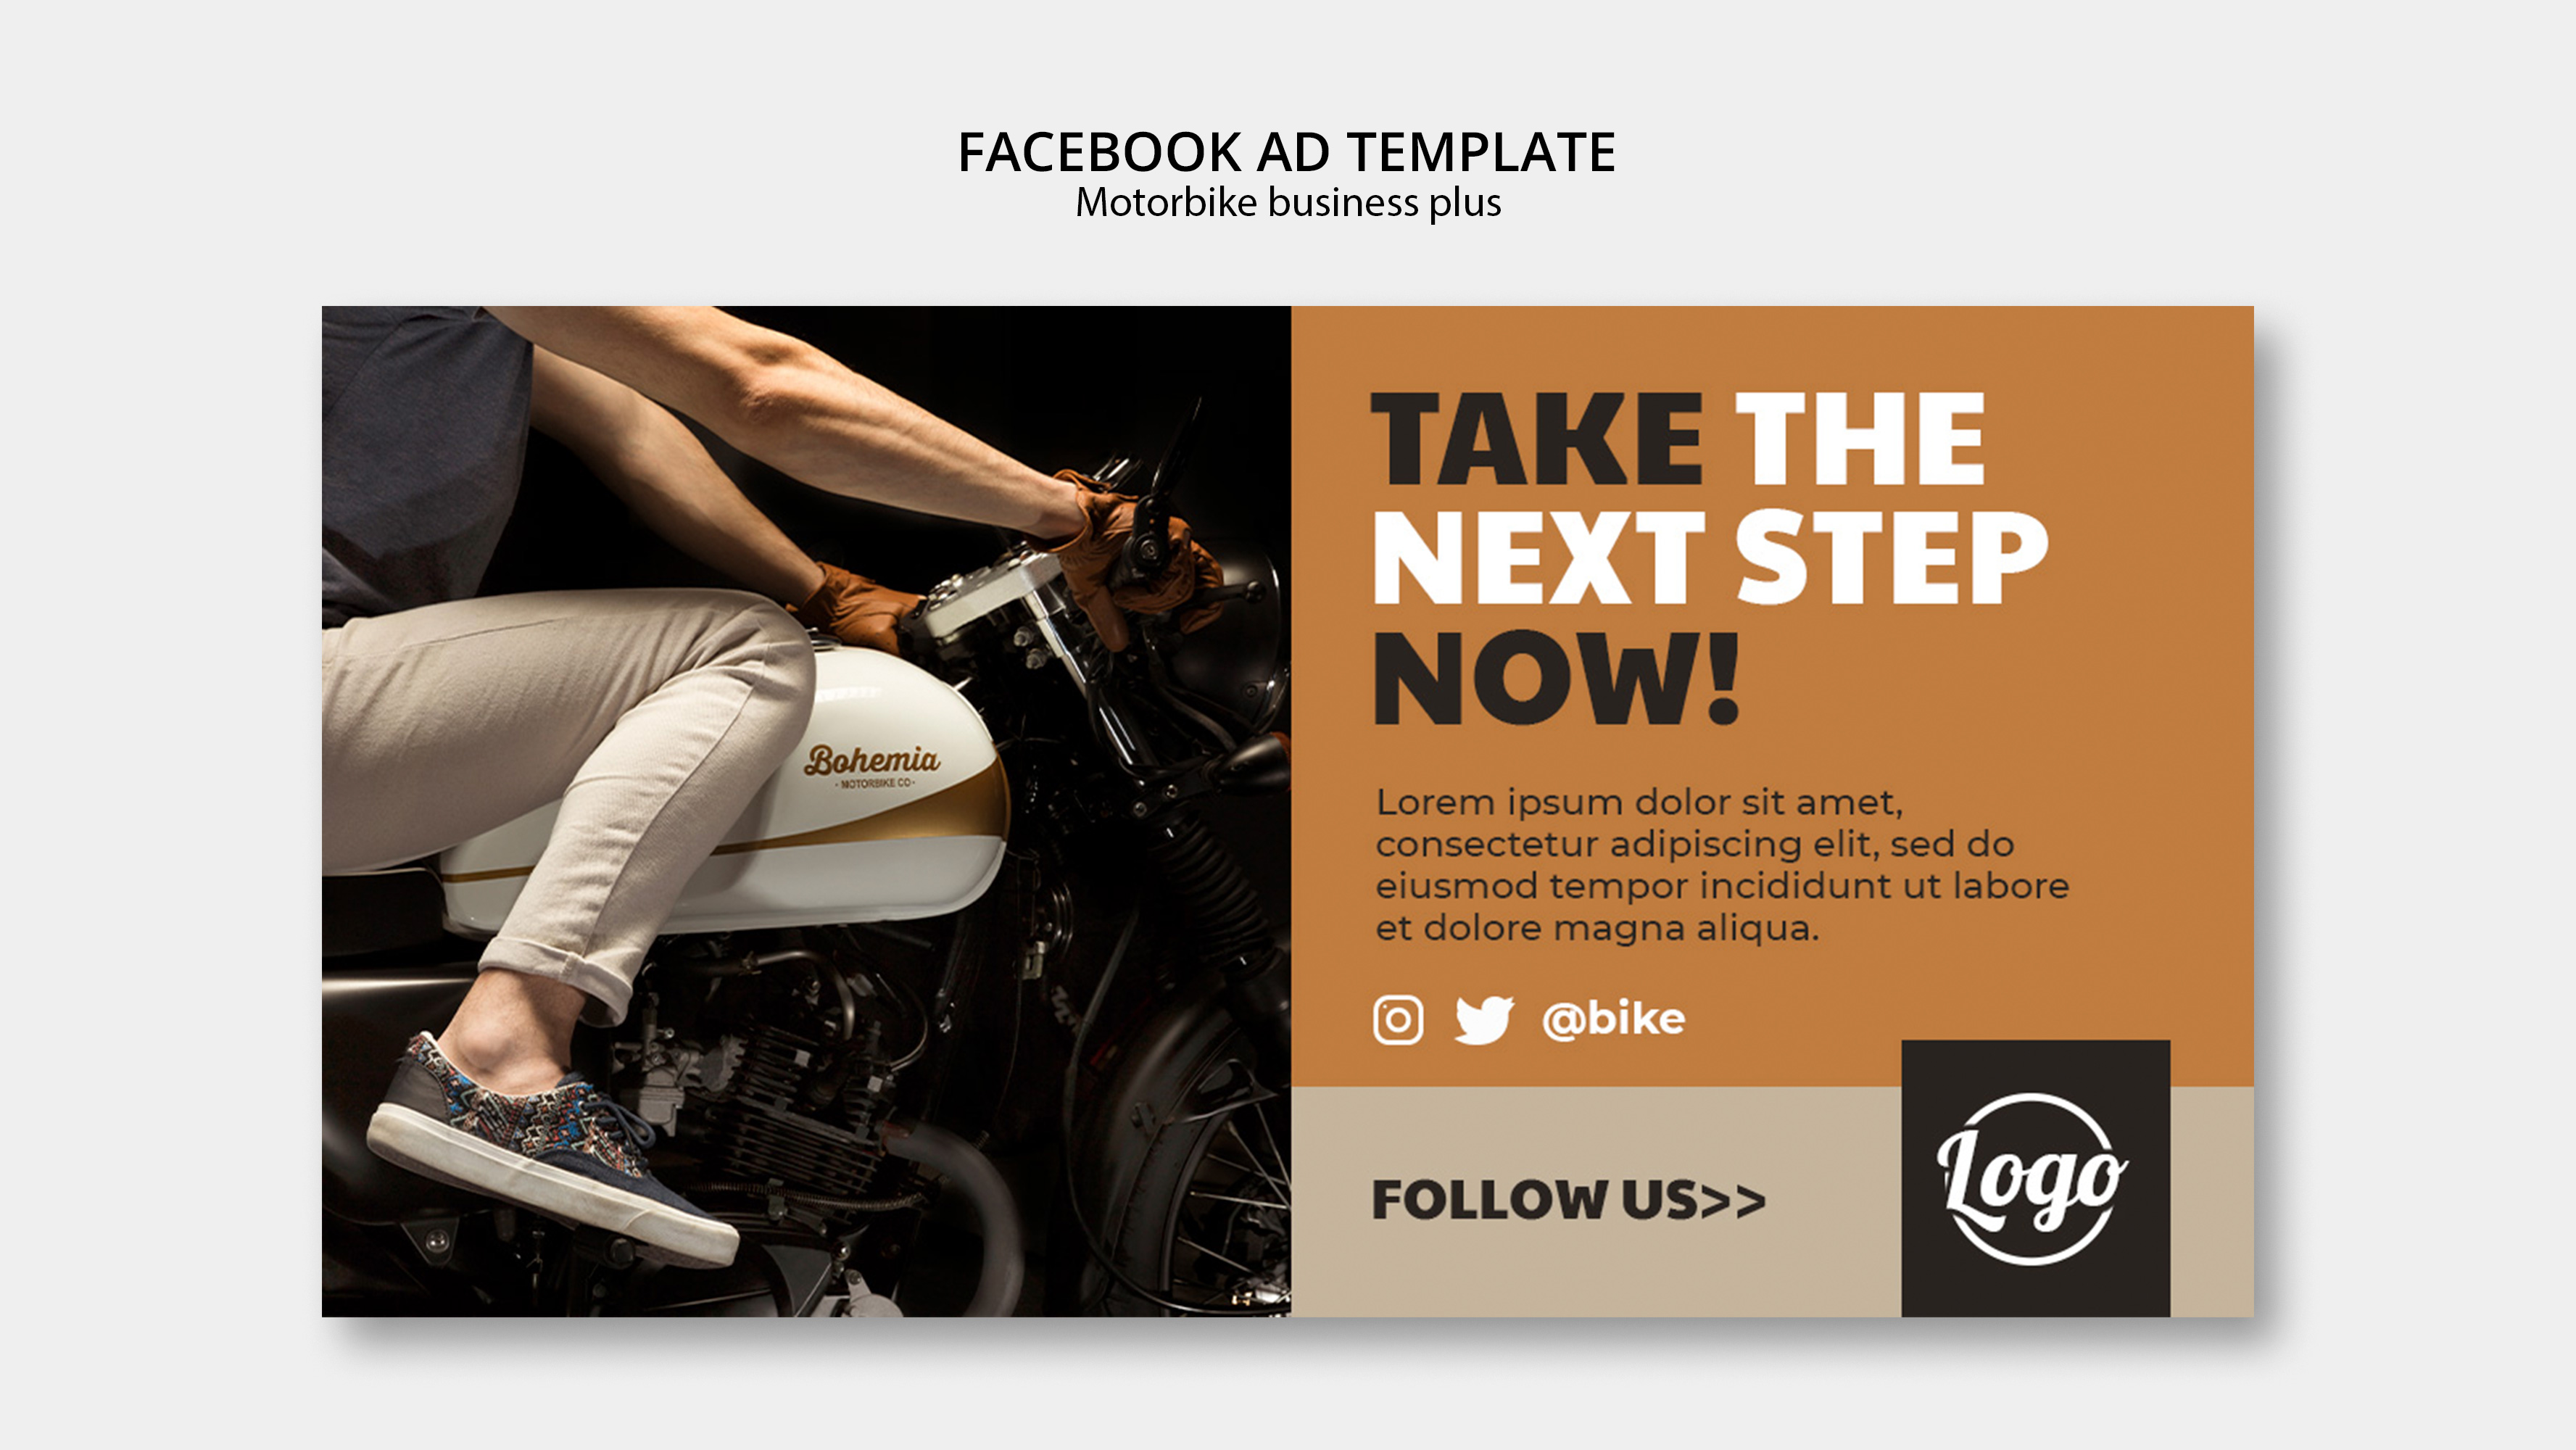 FACEBOOK AD TEMPLATE
Motorbike business plus
Bohemia
- MOTORBIKE CO -
TAKE THE
NEXT STEP
NOW!
Lorem ipsum dolor sit amet,
consectetur adipiscing elit, sed do
eiusmod tempor incididunt ut labore
et dolore magna aliqua.
@bike
FOLLOW US>>
Logo